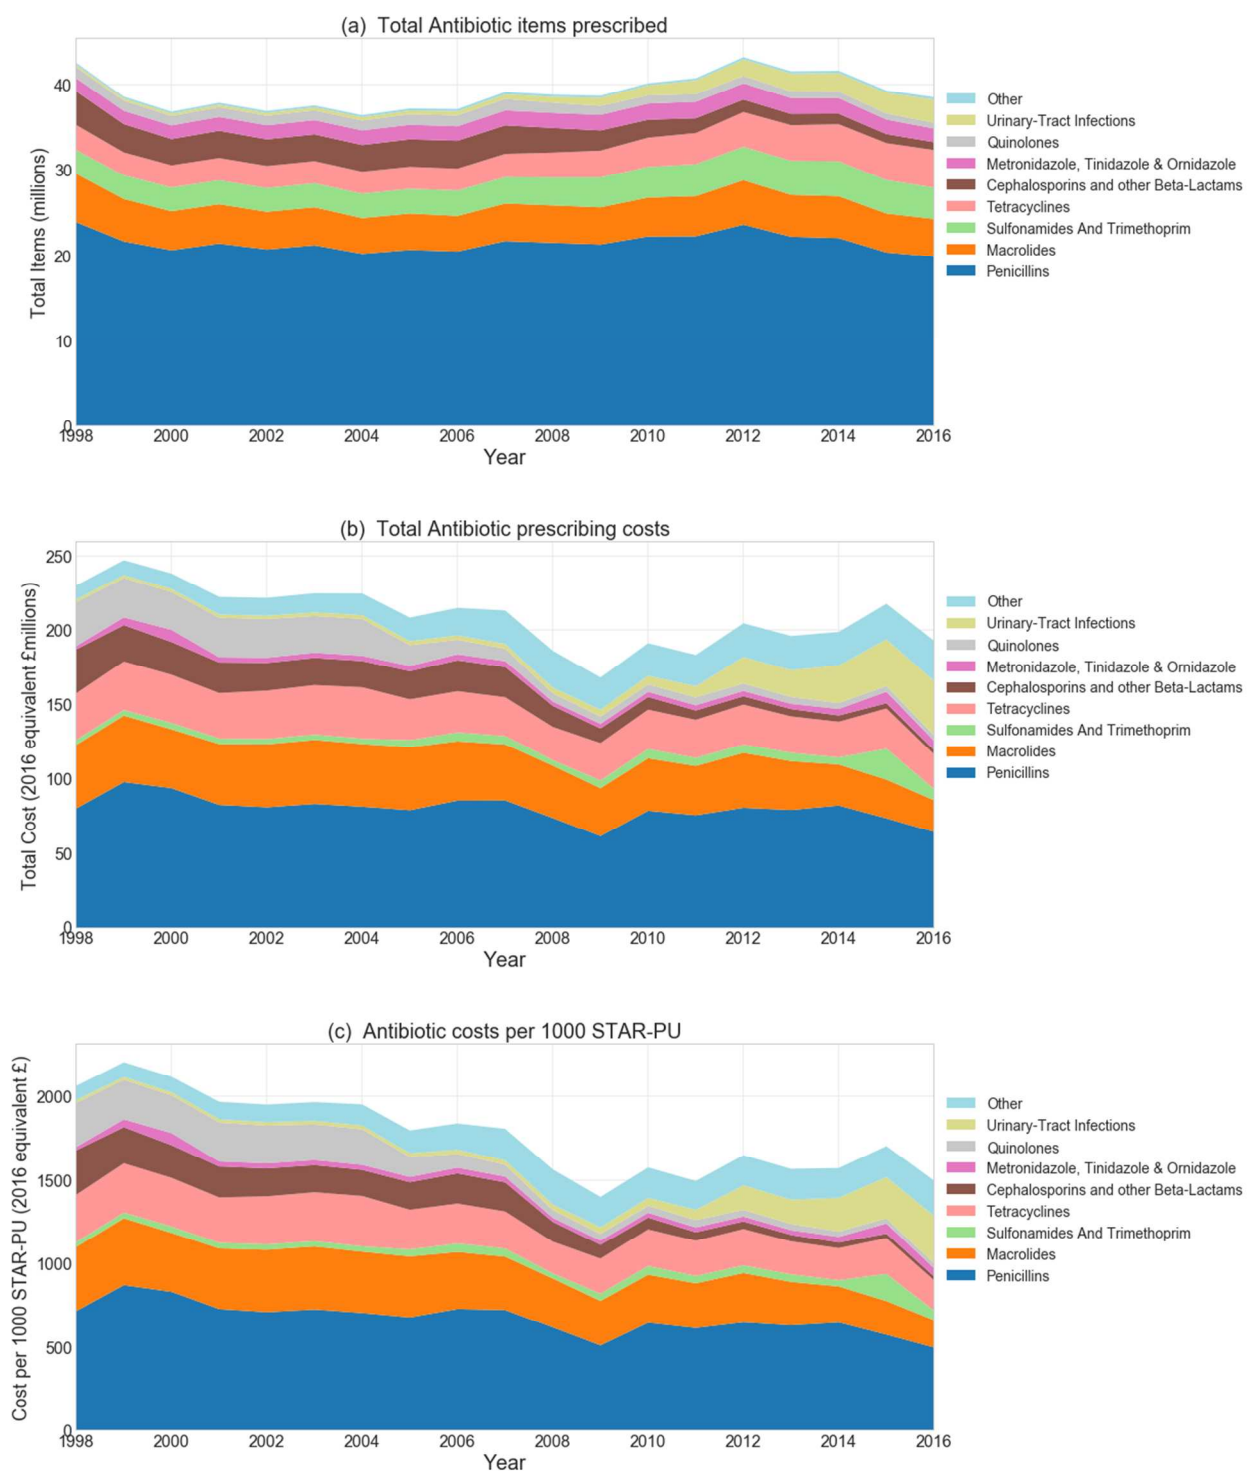 (a) Total Antibiotic items prescribed
Total Items (millions)
40
30
20
10
0
1998 2000 2002 2004 2006 2008 2010 2012 2014 2016
Year
Other
Urinary-Tract Infections
Quinolones
Metronidazole, Tinidazole & Ornidazole
Cephalosporins and other Beta-Lactams
Tetracyclines
Sulfonamides And Trimethoprim
Macrolides
Penicillins
(b) Total Antibiotic prescribing costs
Total Cost (2016 equivalent £millions)
250
200
150
100
50
0
1998 2000 2002 2004 2006 2008 2010 2012 2014 2016
Year
Other
Urinary-Tract Infections
Quinolones
Metronidazole, Tinidazole & Ornidazole
Cephalosporins and other Beta-Lactams
Tetracyclines
Sulfonamides And Trimethoprim
Macrolides
Penicillins
(c) Antibiotic costs per 1000 STAR-PU
Cost per 1000 STAR-PU (2016 equivalent £)
2000
1500
1000
500
0
1998 2000 2002 2004 2006 2008 2010 2012 2014 2016
Year
Other
Urinary-Tract Infections
Quinolones
Metronidazole, Tinidazole & Ornidazole
Cephalosporins and other Beta-Lactams
Tetracyclines
Sulfonamides And Trimethoprim
Macrolides
Penicillins